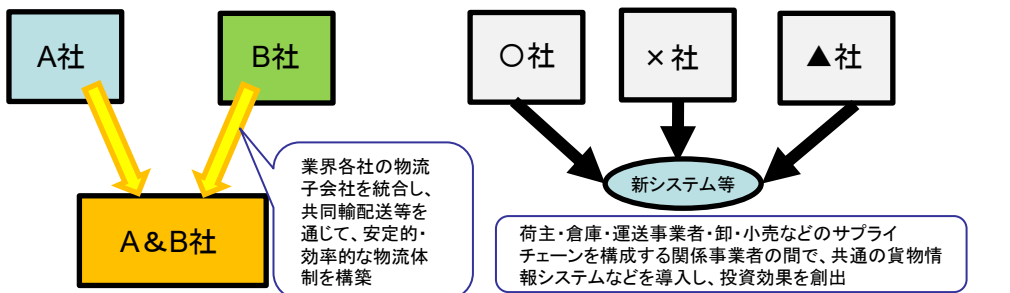 A社
B社
○社
×社
▲社
業界各社の物流
子会社を統合し、
共同輸配送等を
通じて、安定的・
効率的な物流体
制を構築
新システム等
A&B社
荷主・倉庫・運送事業者・卸・小売などのサプライ
チェーンを構成する関係事業者の間で、共通の貨物情
報システムなどを導入し、投資効果を創出